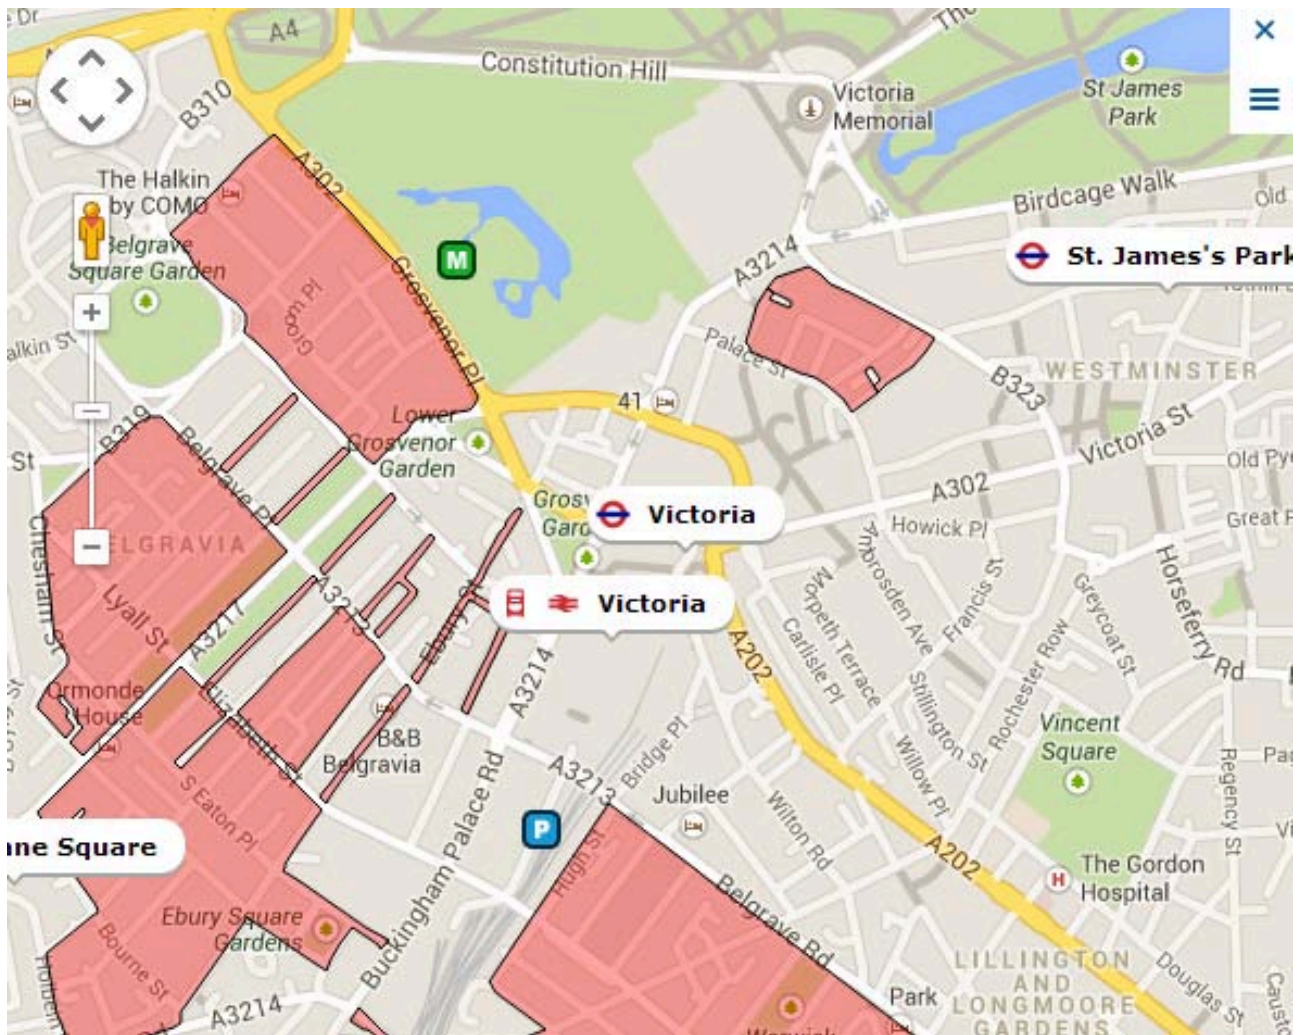 A4
Constitution Hill
B310
Victoria
Memorial
St James
Park
The Halkin
by COMO
A302
Birdcage Walk
Old
Belgrave
Square Garden
M
A3214
St. James's Park
Groom Pl
Grosvenor Pl
Palace St
WESTMINSTER
B323
41
B319
Lower
Grosvenor
Garden
Victoria St
St
Belgrave Pl
Old Pye
A302
Victoria
Howick Pl
Great P
Chesham St
ELGRAVIA
Ambrosden Ave
Horseferry Rd
Lyall St
A3217
A3213
Ebury
Victoria
Morpeth Terrace
Carlisle Pl
Francis St
Greycoat St
A202
Rochester Row
Stillington St
Ormonde
House
Elizabeth St
A3214
B&B
Belgravia
Vincent
Square
Bridge Pl
Willow Pl
Regency St
A3213
Jubilee
S Eaton Pl
Wilton Rd
P
ane Square
Hugh St
Buckingham Palace Rd
A202
The Gordon
Hospital
H
Belgrave Rd
Ebury Square
Gardens
Bourne St
LILLINGTON
AND
LONGMOORE
GARDENS
Douglas St
Park
A3214
Warwick